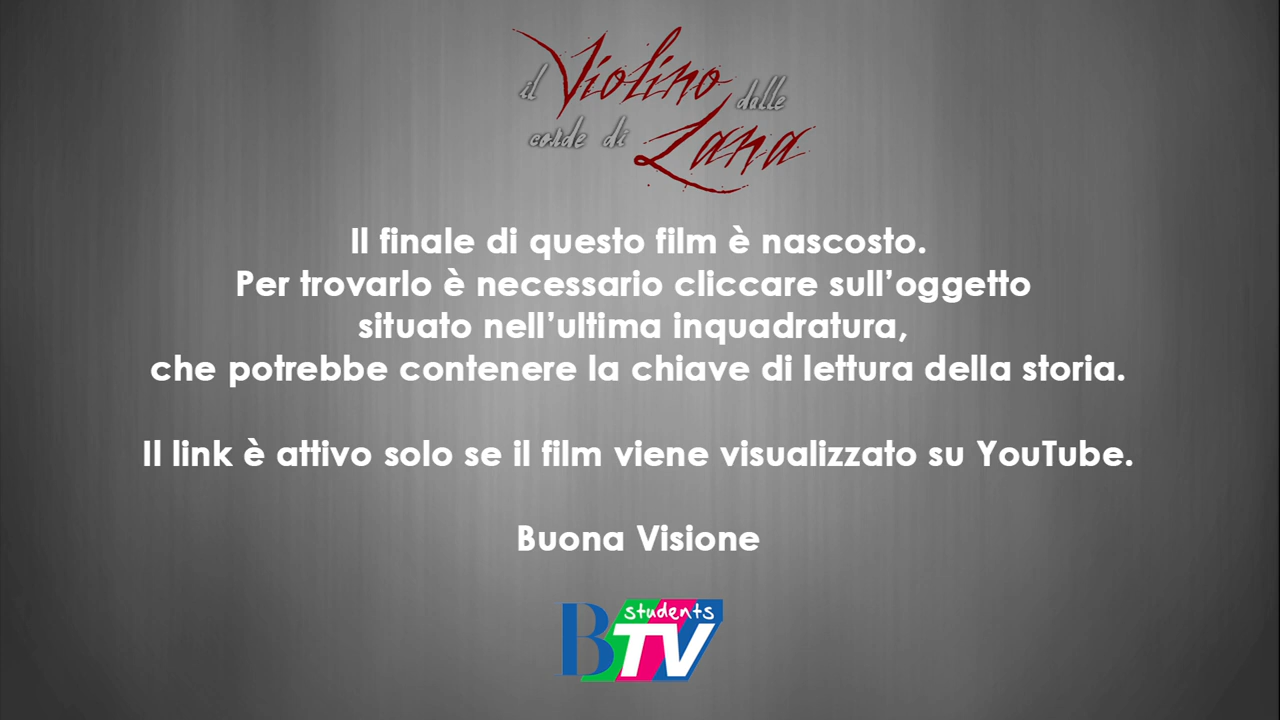 il Violino dalle
corde di Lana
Il finale di questo film è nascosto.
Per trovarlo è necessario cliccare sull’oggetto
situato nell’ultima inquadratura,
che potrebbe contenere la chiave di lettura della storia.
Il link è attivo solo se il film viene visualizzato su YouTube.
Buona Visione
students
BTV